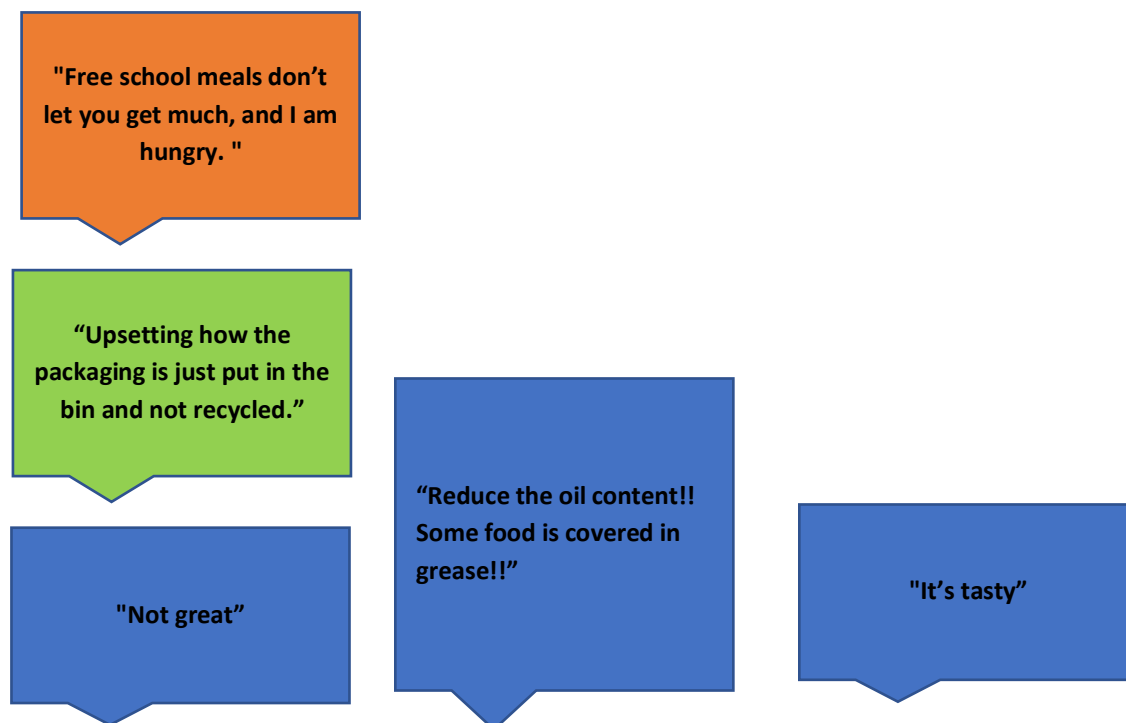 "Free school meals don’t
let you get much, and I am
hungry. "
“Upsetting how the
packaging is just put in the
bin and not recycled.”
"Not great”
“Reduce the oil content!!
Some food is covered in
grease!!”
"It’s tasty”